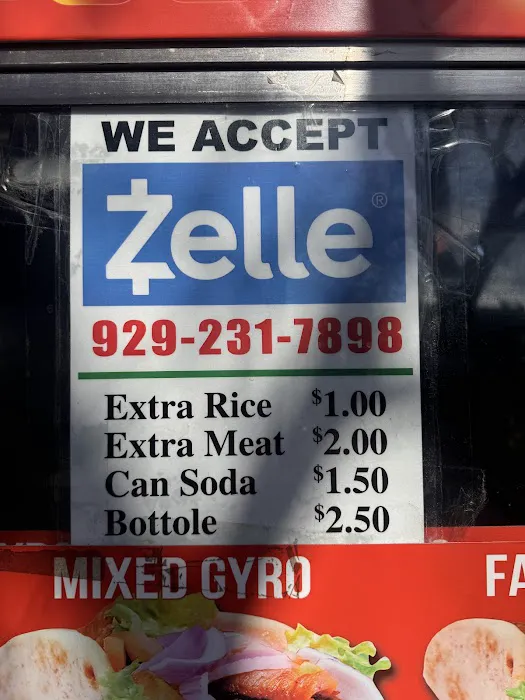 WE ACCEPT
Zelle®
929-231-7898
Extra Rice $1.00
Extra Meat $2.00
Can Soda $1.50
Bottole $2.50
MIXED GYRO
FA